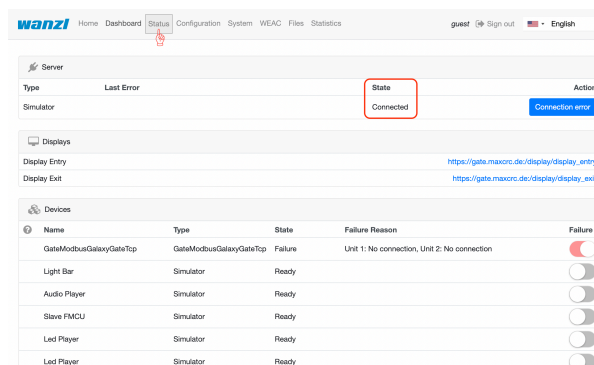 wanzl Home Dashboard Status Configuration System WEAC Files Statistics guest Sign out English
Server
Type Last Error State Action
Simulator Connected Connection error
Displays
Display Entry https://gate.maxcrc.de:/display/display_entry
Display Exit https://gate.maxcrc.de:/display/display_exi
Devices
Name Type State Failure Reason Failure
GateModbusGalaxyGateTcp GateModbusGalaxyGateTcp Failure Unit 1: No connection, Unit 2: No connection
Light Bar Simulator Ready
Audio Player Simulator Ready
Slave FMCU Simulator Ready
Led Player Simulator Ready
Led Player Simulator Ready